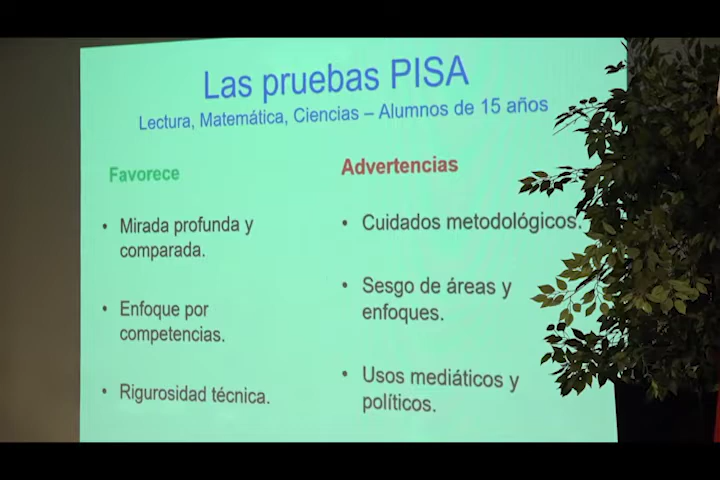 Las pruebas PISA
Lectura, Matemática, Ciencias – Alumnos de 15 años
Favorece
• Mirada profunda y
comparada.
• Enfoque por
competencias.
• Rigurosidad técnica.
Advertencias
• Cuidados metodológicos.
• Sesgo de áreas y
enfoques.
• Usos mediáticos y
políticos.